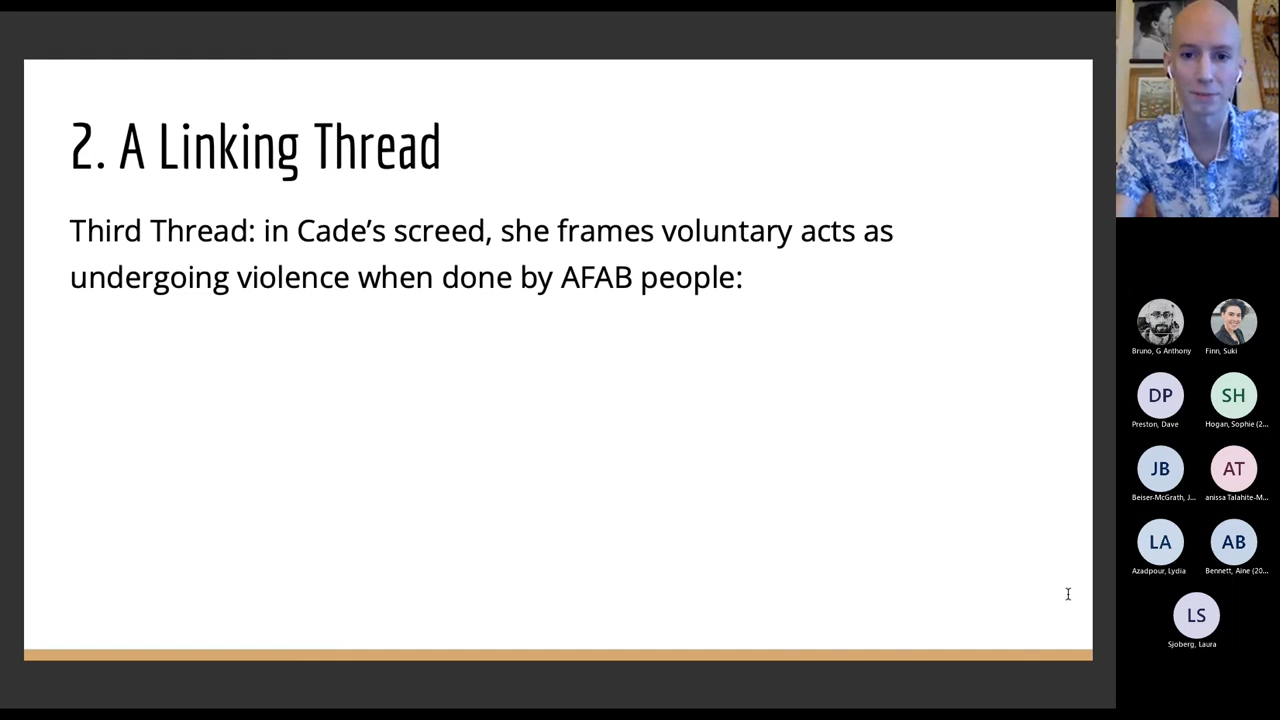 2. A Linking Thread
Third Thread: in Cade’s screed, she frames voluntary acts as
undergoing violence when done by AFAB people:
Bruno, G Anthony
Finn, Suki
DP
SH
Preston, Dave
Hogan, Sophie (2...
JB
AT
Beiser-McGrath, J...
anissa Talahite-M...
LA
AB
Azadpour, Lydia
Bennett, Aine (20...
LS
Sjoberg, Laura